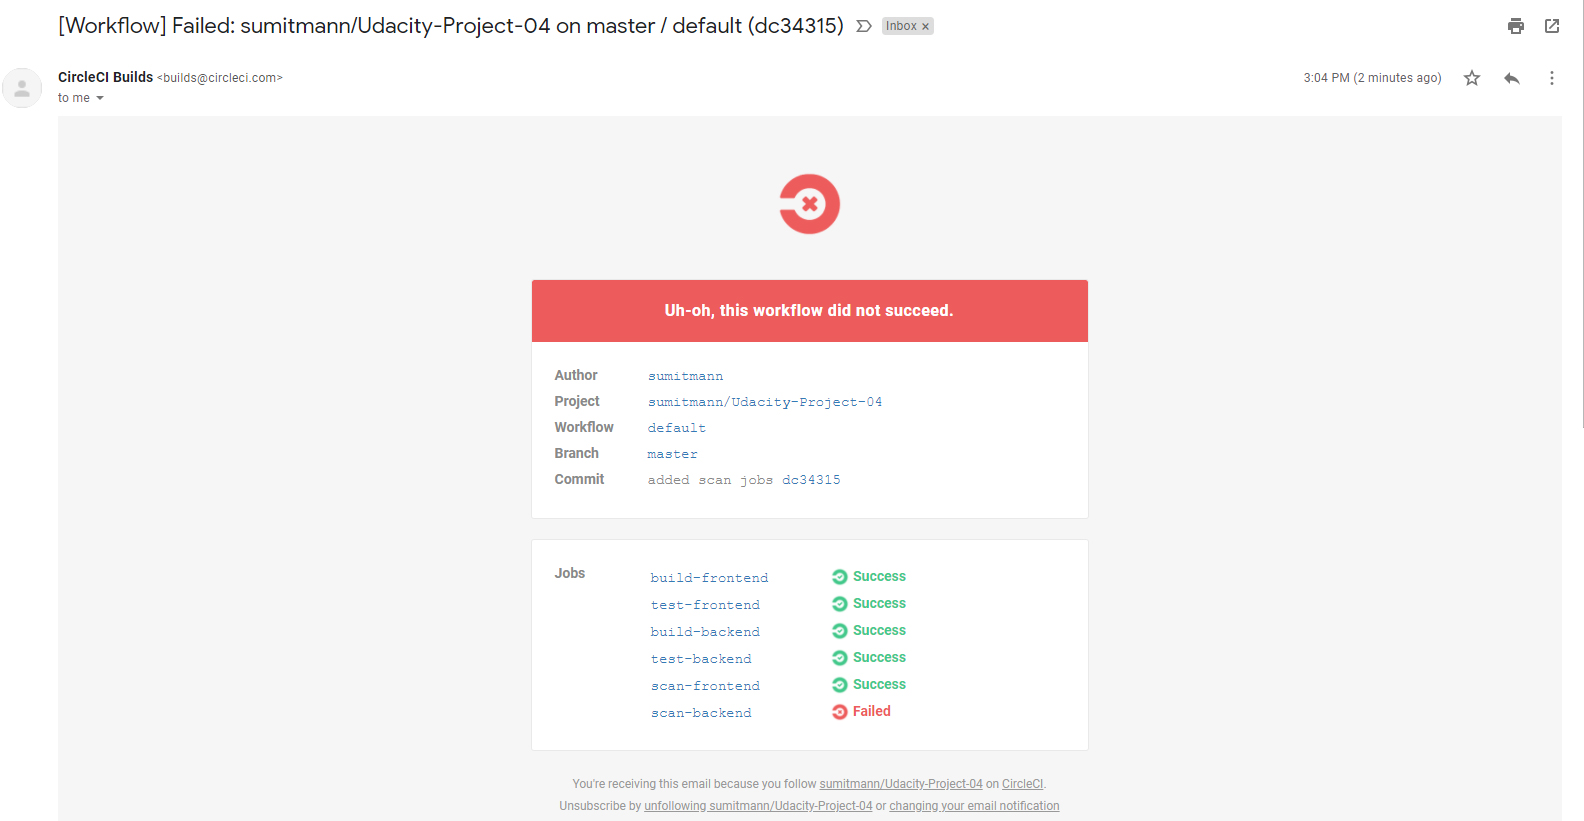 [Workflow] Failed: sumitmann/Udacity-Project-04 on master / default (dc34315) Inbox ×
CircleCI Builds <builds@circleci.com> 3:04 PM (2 minutes ago)
to me
Uh-oh, this workflow did not succeed.
Author sumitmann
Project sumitmann/Udacity-Project-04
Workflow default
Branch master
Commit added scan jobs dc34315
Jobs build-frontend Success
test-frontend Success
build-backend Success
test-backend Success
scan-frontend Success
scan-backend Failed
You're receiving this email because you follow sumitmann/Udacity-Project-04 on CircleCI.
Unsubscribe by unfollowing sumitmann/Udacity-Project-04 or changing your email notification